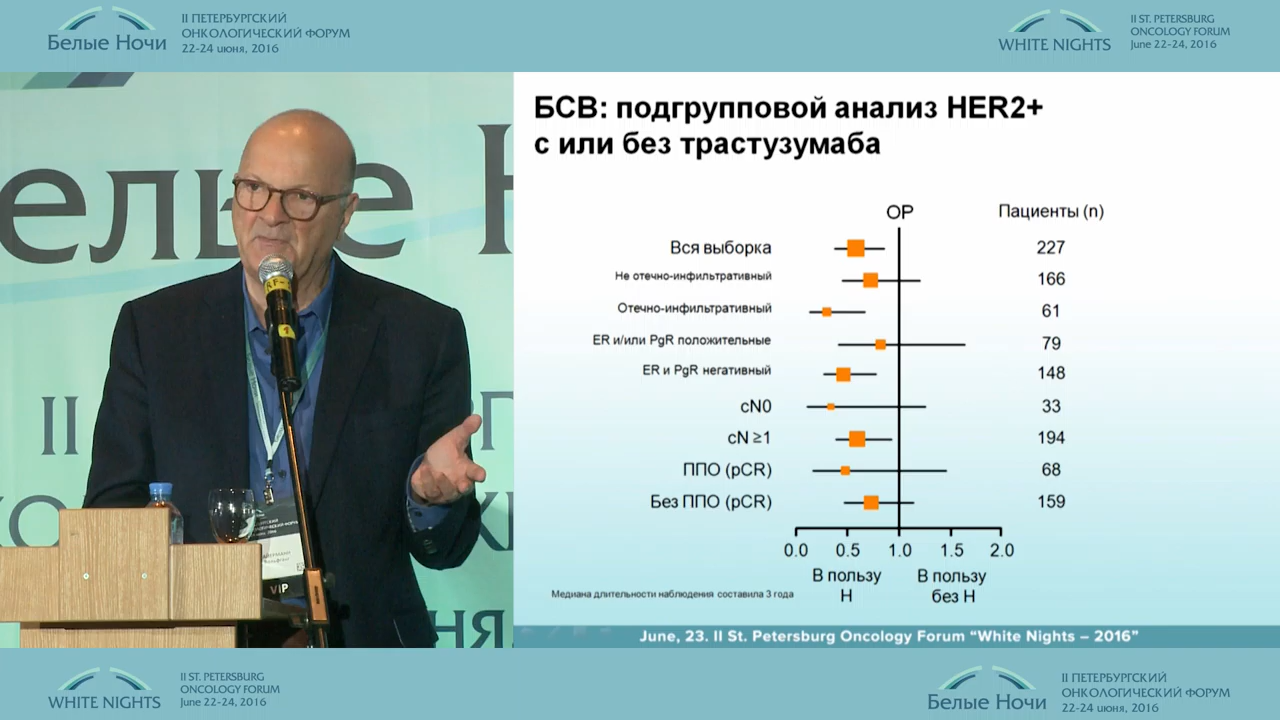 Белые Ночи
II ПЕТЕРБУРГСКИЙ
ОНКОЛОГИЧЕСКИЙ ФОРУМ
22-24 июня, 2016
WHITE NIGHTS
II ST. PETERSBURG
ONCOLOGY FORUM
June 22-24, 2016
елые Н
II
VIP
ня
БСВ: подгрупповой анализ HER2+
с или без трастузумаба
ОР
Пациенты (n)
Вся выборка 227
Не отечно-инфильтративный 166
Отечно-инфильтративный 61
ER и/или PgR положительные 79
ER и PgR негативный 148
cN0 33
cN ≥1 194
ППО (pCR) 68
Без ППО (pCR) 159
0.0 0.5 1.0 1.5 2.0
В пользу
Н
В пользу
без Н
Медиана длительности наблюдения составила 3 года
June, 23. II St. Petersburg Oncology Forum “White Nights – 2016”
WHITE NIGHTS
II ST. PETERSBURG
ONCOLOGY FORUM
June 22-24, 2016
Белые Ночи
II ПЕТЕРБУРГСКИЙ
ОНКОЛОГИЧЕСКИЙ ФОРУМ
22-24 июня, 2016